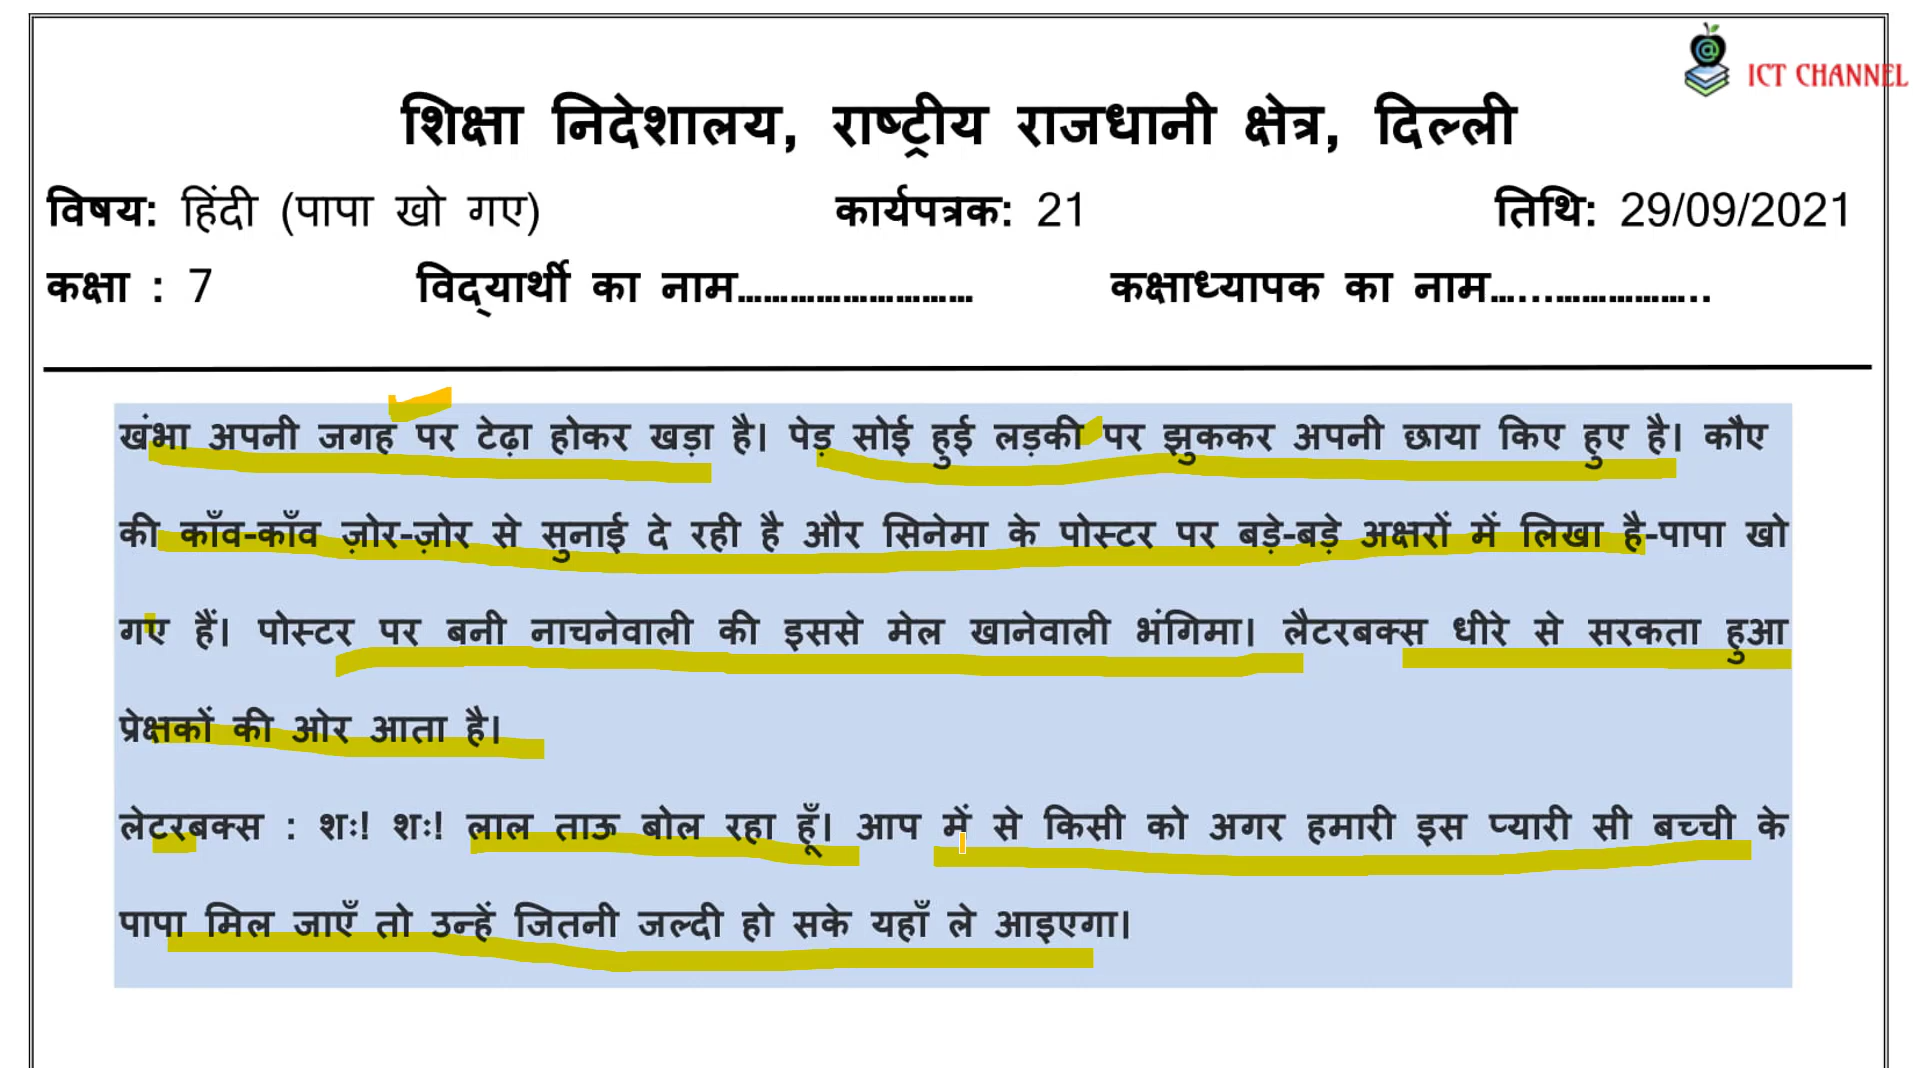 ICT CHANNEL
शिक्षा निदेशालय, राष्ट्रीय राजधानी क्षेत्र, दिल्ली
विषय: हिंदी (पापा खो गए) कार्यपत्रक: 21 तिथि: 29/09/2021
कक्षा : 7 विद्यार्थी का नाम........................... कक्षाध्यापक का नाम.........................
खंभा अपनी जगह पर टेढ़ा होकर खड़ा है। पेड़ सोई हुई लड़की पर झुककर अपनी छाया किए हुए है। कौए
की काँव-काँव ज़ोर-ज़ोर से सुनाई दे रही है और सिनेमा के पोस्टर पर बड़े-बड़े अक्षरों में लिखा है-पापा खो
गए हैं। पोस्टर पर बनी नाचनेवाली की इससे मेल खानेवाली भंगिमा। लैटरबक्स धीरे से सरकता हुआ
प्रेक्षकों की ओर आता है।
लेटरबक्स : शः! शः! लाल ताऊ बोल रहा हूँ। आप में से किसी को अगर हमारी इस प्यारी सी बच्ची के
पापा मिल जाएँ तो उन्हें जितनी जल्दी हो सके यहाँ ले आइएगा।